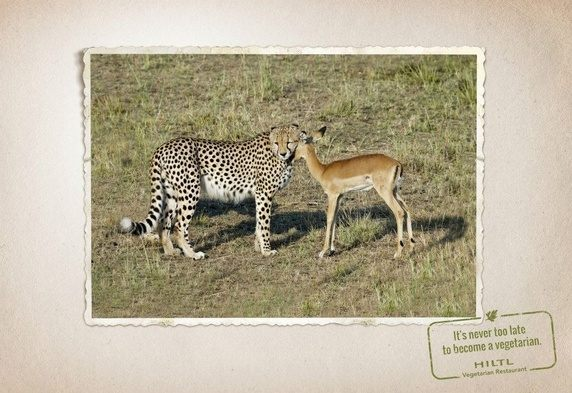 It's never too late
to become a vegetarian.
HILTL
Vegetarian Restaurant